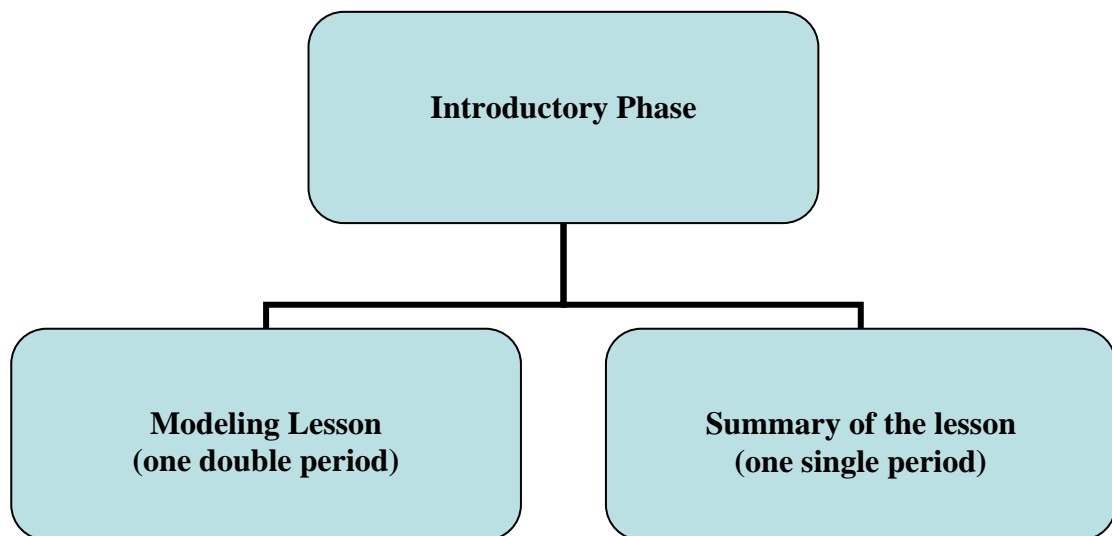 Introductory Phase
Modeling Lesson
(one double period)
Summary of the lesson
(one single period)